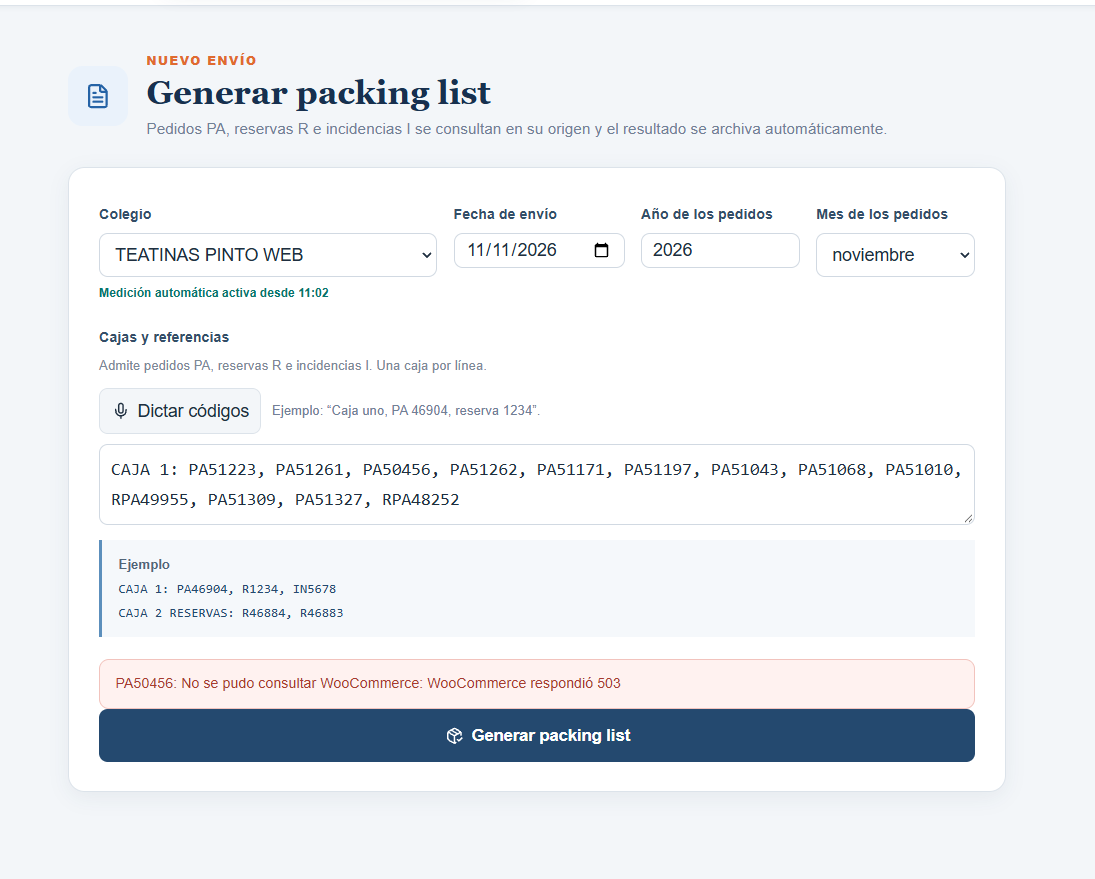 NUEVO ENVÍO
Generar packing list
Pedidos PA, reservas R e incidencias I se consultan en su origen y el resultado se archiva automáticamente.
Colegio
Fecha de envío
Año de los pedidos
Mes de los pedidos
TEATINAS PINTO WEB
11/11/2026
2026
noviembre
Medición automática activa desde 11:02
Cajas y referencias
Admite pedidos PA, reservas R e incidencias I. Una caja por línea.
Dictar códigos
Ejemplo: “Caja uno, PA 46904, reserva 1234”.
CAJA 1: PA51223, PA51261, PA50456, PA51262, PA51171, PA51197, PA51043, PA51068, PA51010,
RPA49955, PA51309, PA51327, RPA48252
Ejemplo
CAJA 1: PA46904, R1234, IN5678
CAJA 2 RESERVAS: R46884, R46883
PA50456: No se pudo consultar WooCommerce: WooCommerce respondió 503
Generar packing list